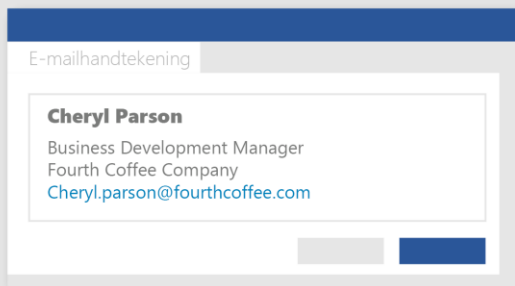 E-mailhandtekening
Cheryl Parson
Business Development Manager
Fourth Coffee Company
Cheryl.parson@fourthcoffee.com